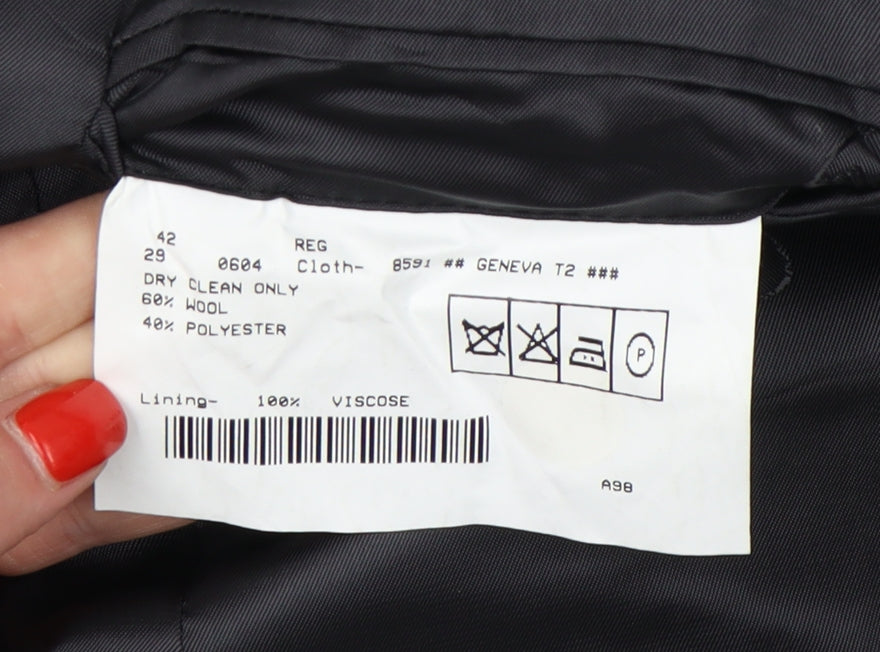 42 REG
29 0604 Cloth- 8591 ## GENEVA T2 ###
DRY CLEAN ONLY
60% WOOL
40% POLYESTER
P
Lining- 100% VISCOSE
A98